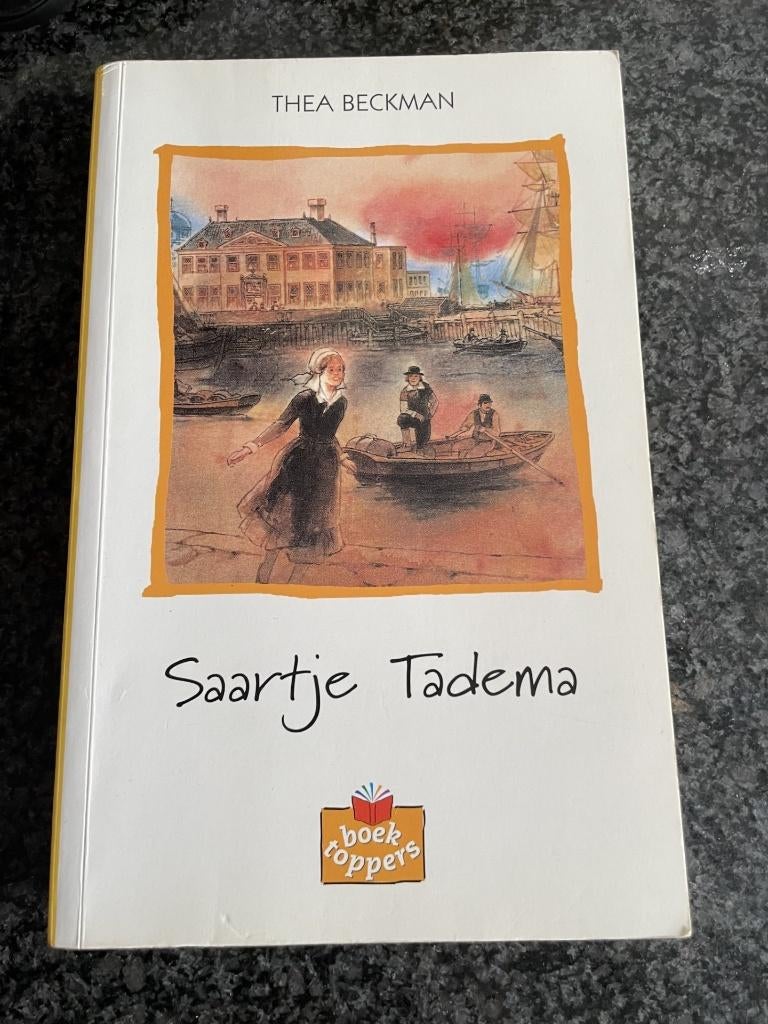 THEA BECKMAN
Saartje Tadema
boek
toppers